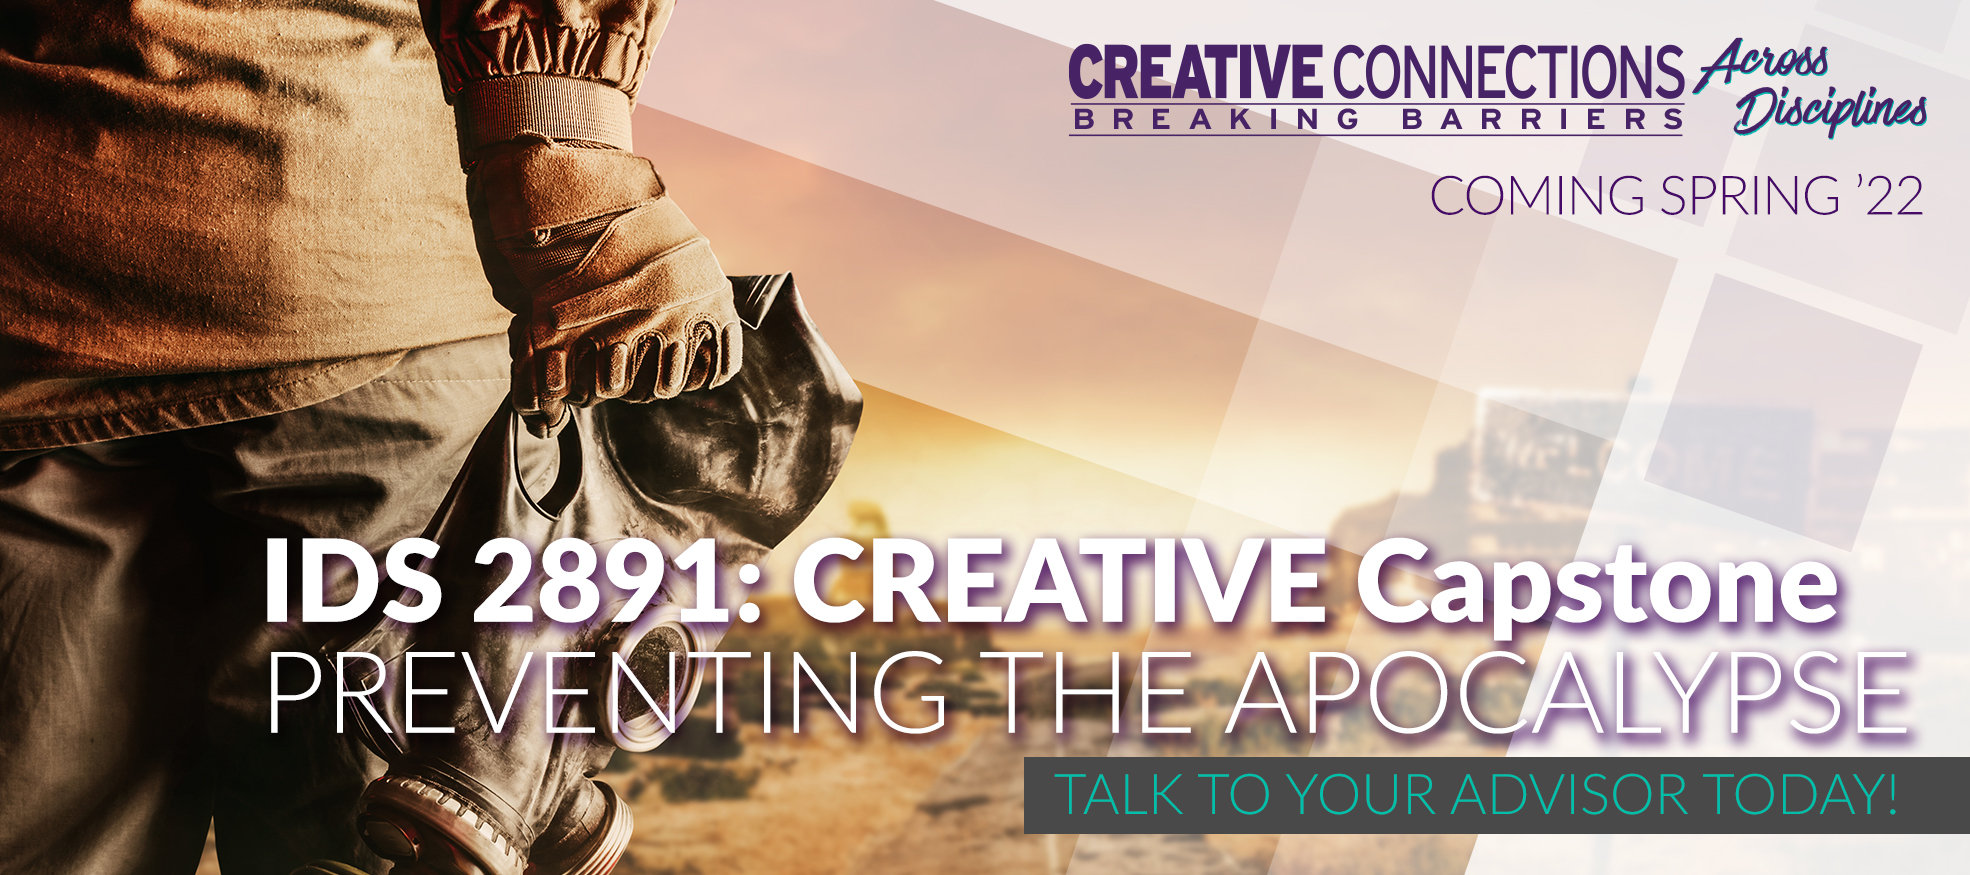 CREATIVE CONNECTIONS Across
BREAKING BARRIERS Disciplines
COMING SPRING ’22
WELCOME
IDS 2891: CREATIVE Capstone
PREVENTING THE APOCALYPSE
TALK TO YOUR ADVISOR TODAY!